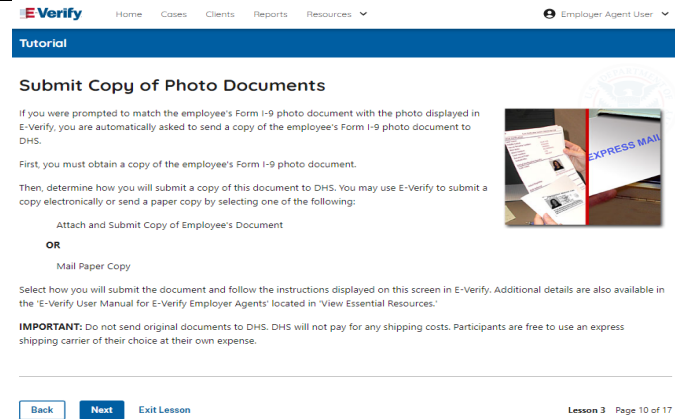 E-Verify Home Cases Clients Reports Resources Employer Agent User
Tutorial
Submit Copy of Photo Documents
If you were prompted to match the employee's Form I-9 photo document with the photo displayed in
E-Verify, you are automatically asked to send a copy of the employee's Form I-9 photo document to
DHS.
First, you must obtain a copy of the employee's Form I-9 photo document.
Then, determine how you will submit a copy of this document to DHS. You may use E-Verify to submit a
copy electronically or send a paper copy by selecting one of the following:
Attach and Submit Copy of Employee's Document
OR
Mail Paper Copy
EXPRESS MAIL
Select how you will submit the document and follow the instructions displayed on this screen in E-Verify. Additional details are also available in
the 'E-Verify User Manual for E-Verify Employer Agents' located in 'View Essential Resources.'
IMPORTANT: Do not send original documents to DHS. DHS will not pay for any shipping costs. Participants are free to use an express
shipping carrier of their choice at their own expense.
Back Next Exit Lesson Lesson 3 Page 10 of 17